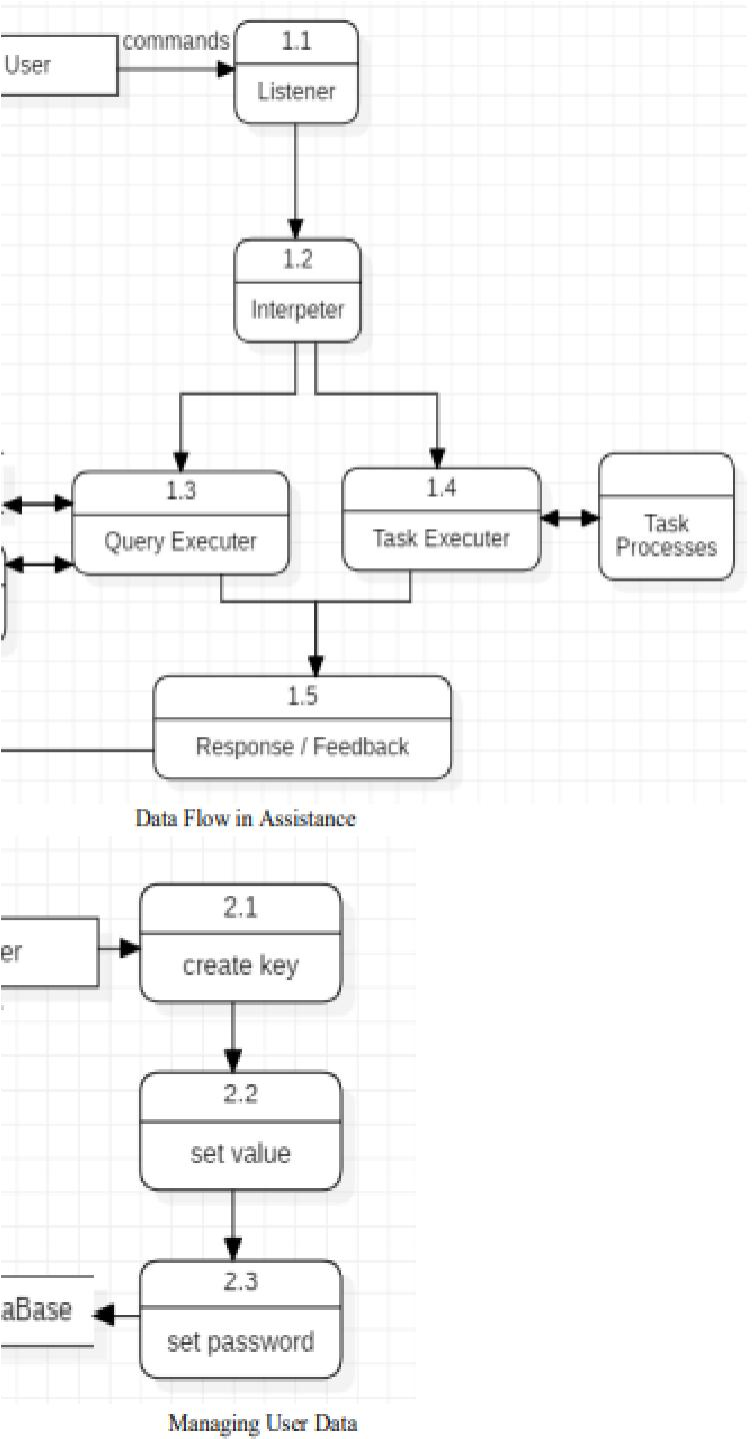 commands
User
1.1
Listener
1.2
Interpeter
1.3
Query Executer
1.4
Task Executer
Task
Processes
1.5
Response / Feedback
Data Flow in Assistance
2.1
er
create key
2.2
set value
2.3
aBase
set password
Managing User Data